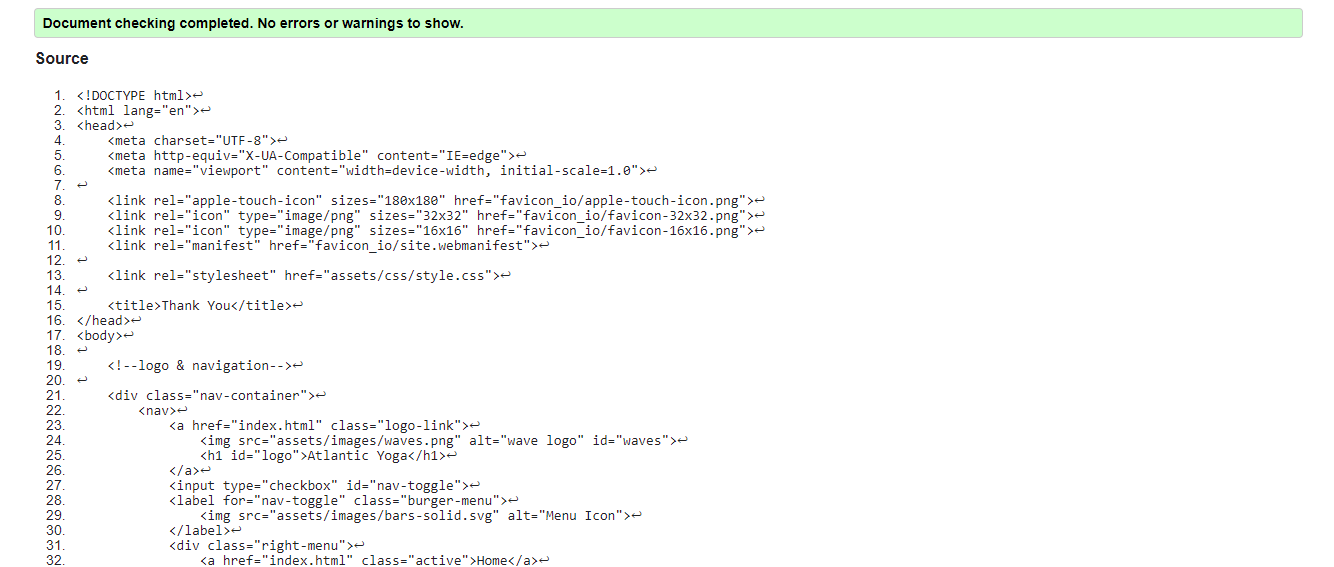 Document checking completed. No errors or warnings to show.
Source
1. <!DOCTYPE html>↩
2. <html lang="en">↩
3. <head>↩
4.     <meta charset="UTF-8">↩
5.     <meta http-equiv="X-UA-Compatible" content="IE=edge">↩
6.     <meta name="viewport" content="width=device-width, initial-scale=1.0">↩
7. ↩
8.     <link rel="apple-touch-icon" sizes="180x180" href="favicon_io/apple-touch-icon.png">↩
9.     <link rel="icon" type="image/png" sizes="32x32" href="favicon_io/favicon-32x32.png">↩
10.     <link rel="icon" type="image/png" sizes="16x16" href="favicon_io/favicon-16x16.png">↩
11.     <link rel="manifest" href="favicon_io/site.webmanifest">↩
12. ↩
13.     <link rel="stylesheet" href="assets/css/style.css">↩
14. ↩
15.     <title>Thank You</title>↩
16. </head>↩
17. <body>↩
18. ↩
19.     <!--logo & navigation-->↩
20. ↩
21.     <div class="nav-container">↩
22.         <nav>↩
23.             <a href="index.html" class="logo-link">↩
24.                 <img src="assets/images/waves.png" alt="wave logo" id="waves">↩
25.                 <h1 id="logo">Atlantic Yoga</h1>↩
26.             </a>↩
27.             <input type="checkbox" id="nav-toggle">↩
28.             <label for="nav-toggle" class="burger-menu">↩
29.                 <img src="assets/images/bars-solid.svg" alt="Menu Icon">↩
30.             </label>↩
31.             <div class="right-menu">↩
32.                 <a href="index.html" class="active">Home</a>↩